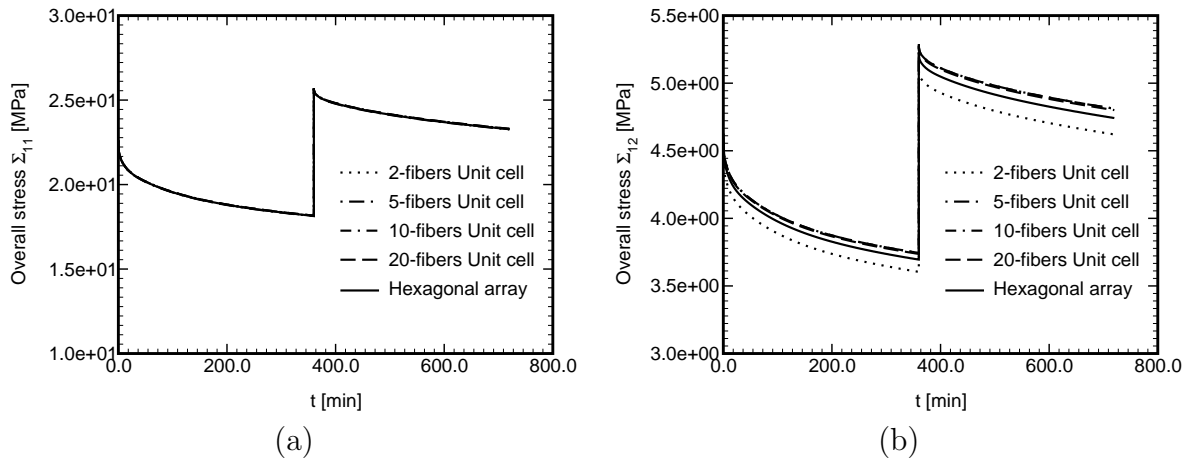 3.0e+01
2.5e+01
2.0e+01
1.5e+01
1.0e+01
Overall stress Σ11 [MPa]
2-fibers Unit cell
5-fibers Unit cell
10-fibers Unit cell
20-fibers Unit cell
Hexagonal array
0.0
200.0
400.0
600.0
800.0
t [min]
(a)
5.5e+00
5.0e+00
4.5e+00
4.0e+00
3.5e+00
3.0e+00
Overall stress Σ12 [MPa]
2-fibers Unit cell
5-fibers Unit cell
10-fibers Unit cell
20-fibers Unit cell
Hexagonal array
0.0
200.0
400.0
600.0
800.0
t [min]
(b)